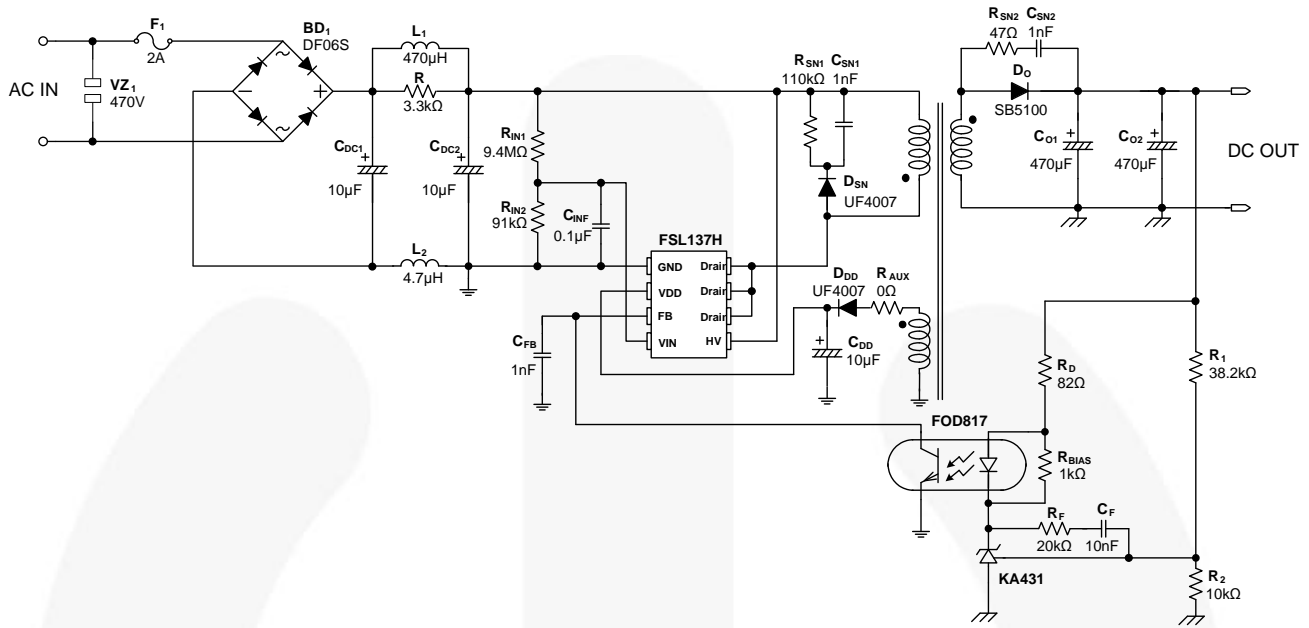 F1
2A
BD1
DF06S
AC IN
VZ1
470V
L1
470µH
R
3.3kΩ
CDC1
10µF
CDC2
10µF
L2
4.7µH
RIN1
9.4MΩ
RIN2
91kΩ
CINF
0.1µF
RSN1
110kΩ
CSN1
1nF
DSN
UF4007
RSN2
47Ω
CSN2
1nF
DO
SB5100
CO1
470µF
CO2
470µF
DC OUT
FSL137H
GND
VDD
FB
VIN
Drain
Drain
Drain
HV
DDD
UF4007
RAUX
0Ω
CDD
10µF
CFB
1nF
RD
82Ω
R1
38.2kΩ
FOD817
RBIAS
1kΩ
RF
20kΩ
CF
10nF
KA431
R2
10kΩ